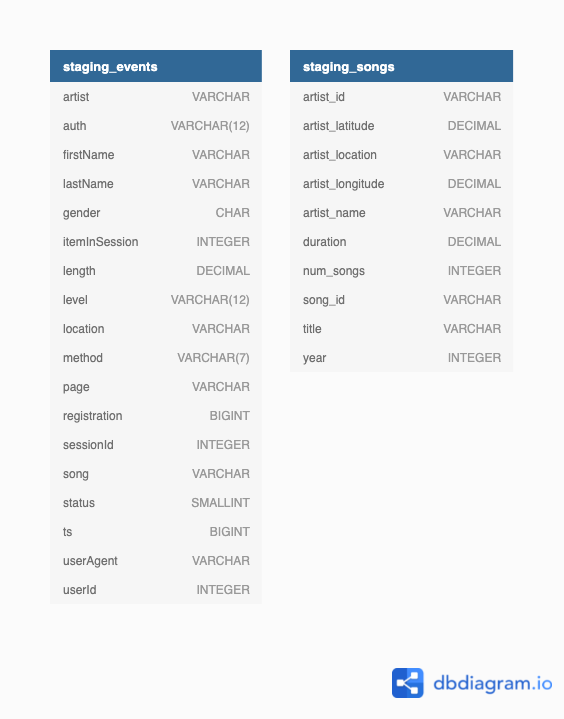 staging_events
artist VARCHAR
auth VARCHAR(12)
firstName VARCHAR
lastName VARCHAR
gender CHAR
itemInSession INTEGER
length DECIMAL
level VARCHAR(12)
location VARCHAR
method VARCHAR(7)
page VARCHAR
registration BIGINT
sessionId INTEGER
song VARCHAR
status SMALLINT
ts BIGINT
userAgent VARCHAR
userId INTEGER
staging_songs
artist_id VARCHAR
artist_latitude DECIMAL
artist_location VARCHAR
artist_longitude DECIMAL
artist_name VARCHAR
duration DECIMAL
num_songs INTEGER
song_id VARCHAR
title VARCHAR
year INTEGER
dbdiagram.io